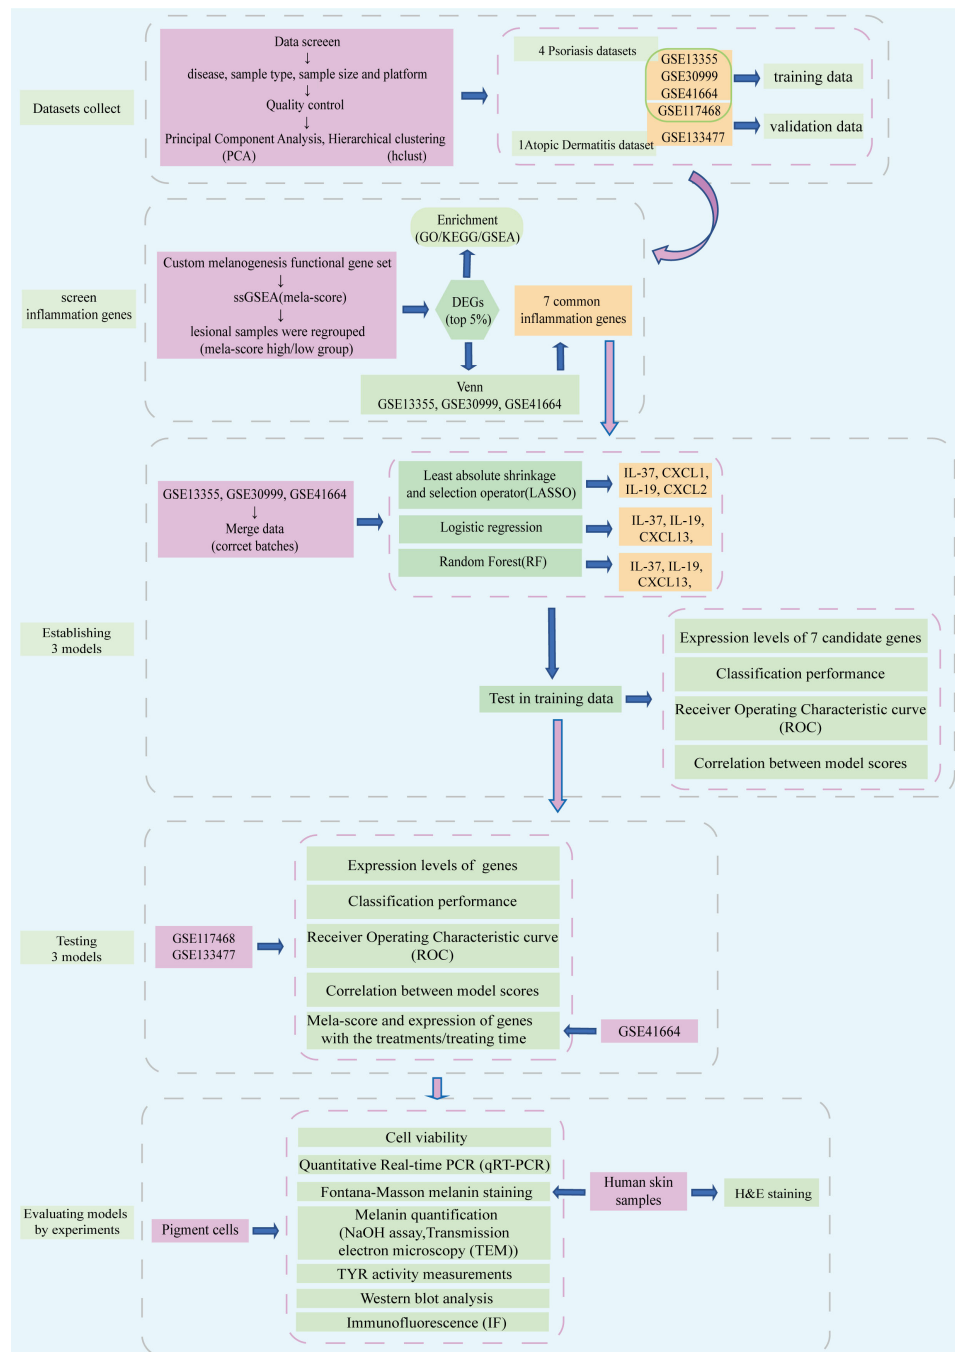 Datasets collect
Data screen
↓
disease, sample type, sample size and platform
↓
Quality control
↓
Principal Component Analysis, Hierarchical clustering
(PCA) (hclust)
4 Psoriasis datasets
1Atopic Dermatitis dataset
GSE13355
GSE30999
GSE41664
GSE117468
GSE133477
training data
validation data
screen
inflammation genes
Custom melanogenesis functional gene set
↓
ssGSEA(mela-score)
↓
lesional samples were regrouped
(mela-score high/low group)
Enrichment
(GO/KEGG/GSEA)
DEGs
(top 5%)
7 common
inflammation genes
Venn
GSE13355, GSE30999, GSE41664
Establishing
3 models
GSE13355, GSE30999, GSE41664
↓
Merge data
(corrcet batches)
Least absolute shrinkage
and selection operator(LASSO)
IL-37, CXCL1,
IL-19, CXCL2
Logistic regression
IL-37, IL-19,
CXCL13,
Random Forest(RF)
IL-37, IL-19,
CXCL13,
Test in training data
Expression levels of 7 candidate genes
Classification performance
Receiver Operating Characteristic curve
(ROC)
Correlation between model scores
Testing
3 models
GSE117468
GSE133477
Expression levels of  genes
Classification performance
Receiver Operating Characteristic curve
(ROC)
Correlation between model scores
Mela-score and expression of genes
with the treatments/treating time
GSE41664
Evaluating models
by experiments
Pigment cells
Cell viability
Quantitative Real-time PCR (qRT-PCR)
Fontana-Masson melanin staining
Melanin quantification
(NaOH assay,Transmission
electron microscopy (TEM))
TYR activity measurements
Western blot analysis
Immunofluorescence (IF)
Human skin
samples
H&E staining